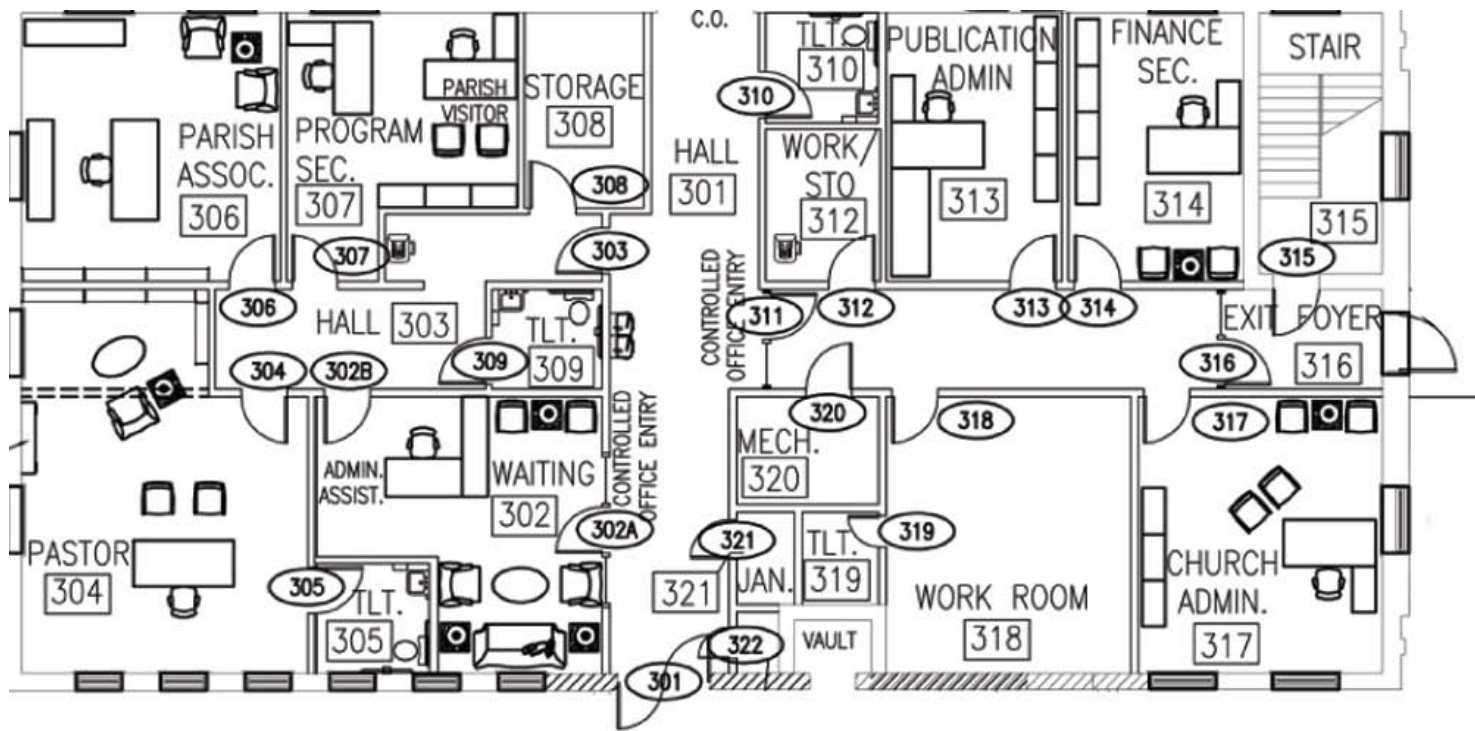 C.O.
TLT.
310
310
PUBLICATION
ADMIN
313
FINANCE
SEC.
314
STAIR
315
PARISH
ASSOC.
306
PROGRAM
SEC.
307
PARISH
VISITOR
STORAGE
308
308
HALL
301
WORK/
STO
312
303
307
315
306
HALL 303
TLT.
309
309
CONTROLLED
OFFICE ENTRY
311
312
313
314
EXIT FOYER
316
316
304
302B
320
318
317
MECH.
320
ADMIN.
ASSIST.
WAITING
302
CONTROLLED
OFFICE ENTRY
302A
321
319
PASTOR
304
305
TLT.
305
321
JAN.
TLT.
319
WORK ROOM
318
CHURCH
ADMIN.
317
322
VAULT
301